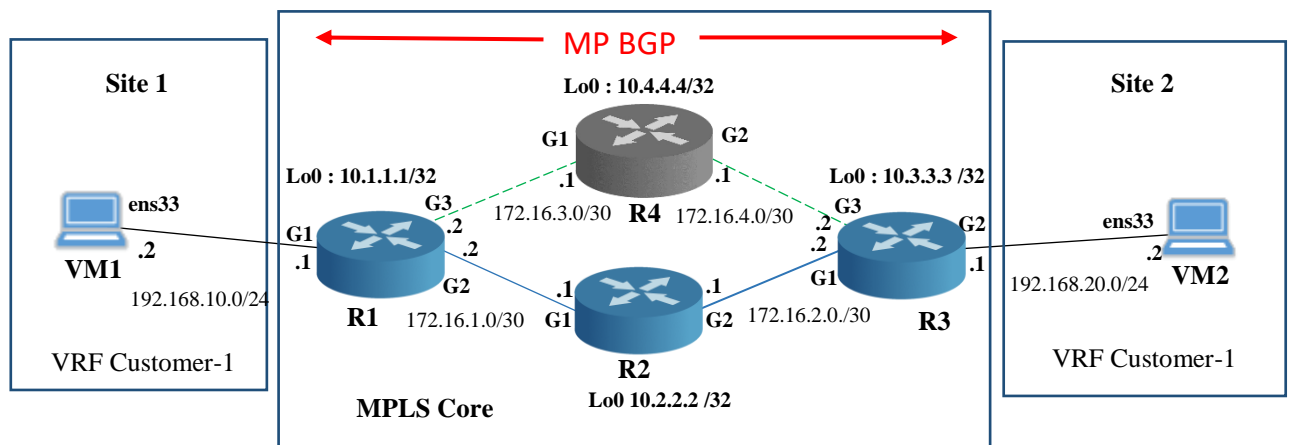 MP BGP
Site 1
Site 2
Lo0 : 10.4.4.4/32
G1
G2
.1
.1
R4
Lo0 : 10.1.1.1/32
Lo0 : 10.3.3.3 /32
172.16.3.0/30
172.16.4.0/30
ens33
.2
VM1
192.168.10.0/24
G1
.1
G3
.2
.2
G2
R1
172.16.1.0/30
.1
G1
.1
G2
R2
Lo0 10.2.2.2 /32
172.16.2.0./30
G3
.2
.2
G1
G2
.1
R3
ens33
.2
VM2
192.168.20.0/24
VRF Customer-1
MPLS Core
VRF Customer-1